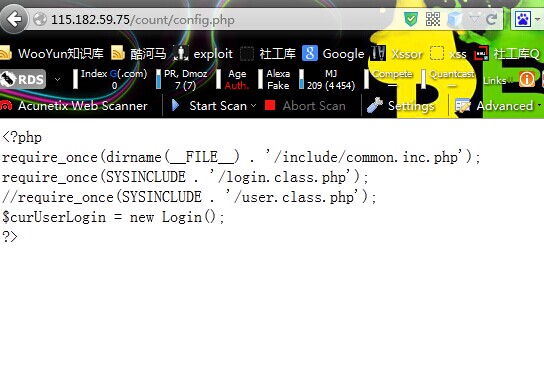 115.182.59.75/count/config.php
WooYun知识库 酷河马 exploit 社工库 Google Xssor xss 社工库Q
RDS Index G(.com) 0 PR, Dmoz 7 (7) Age Auth. Alexa Fake MJ 209 (4 454) Compete Quantcast Links
Acunetix Web Scanner Start Scan Abort Scan Settings Advanced
<?php
require_once(dirname(__FILE__) . '/include/common.inc.php');
require_once(SYSINCLUDE . '/login.class.php');
//require_once(SYSINCLUDE . '/user.class.php');
$curUserLogin = new Login();
?>